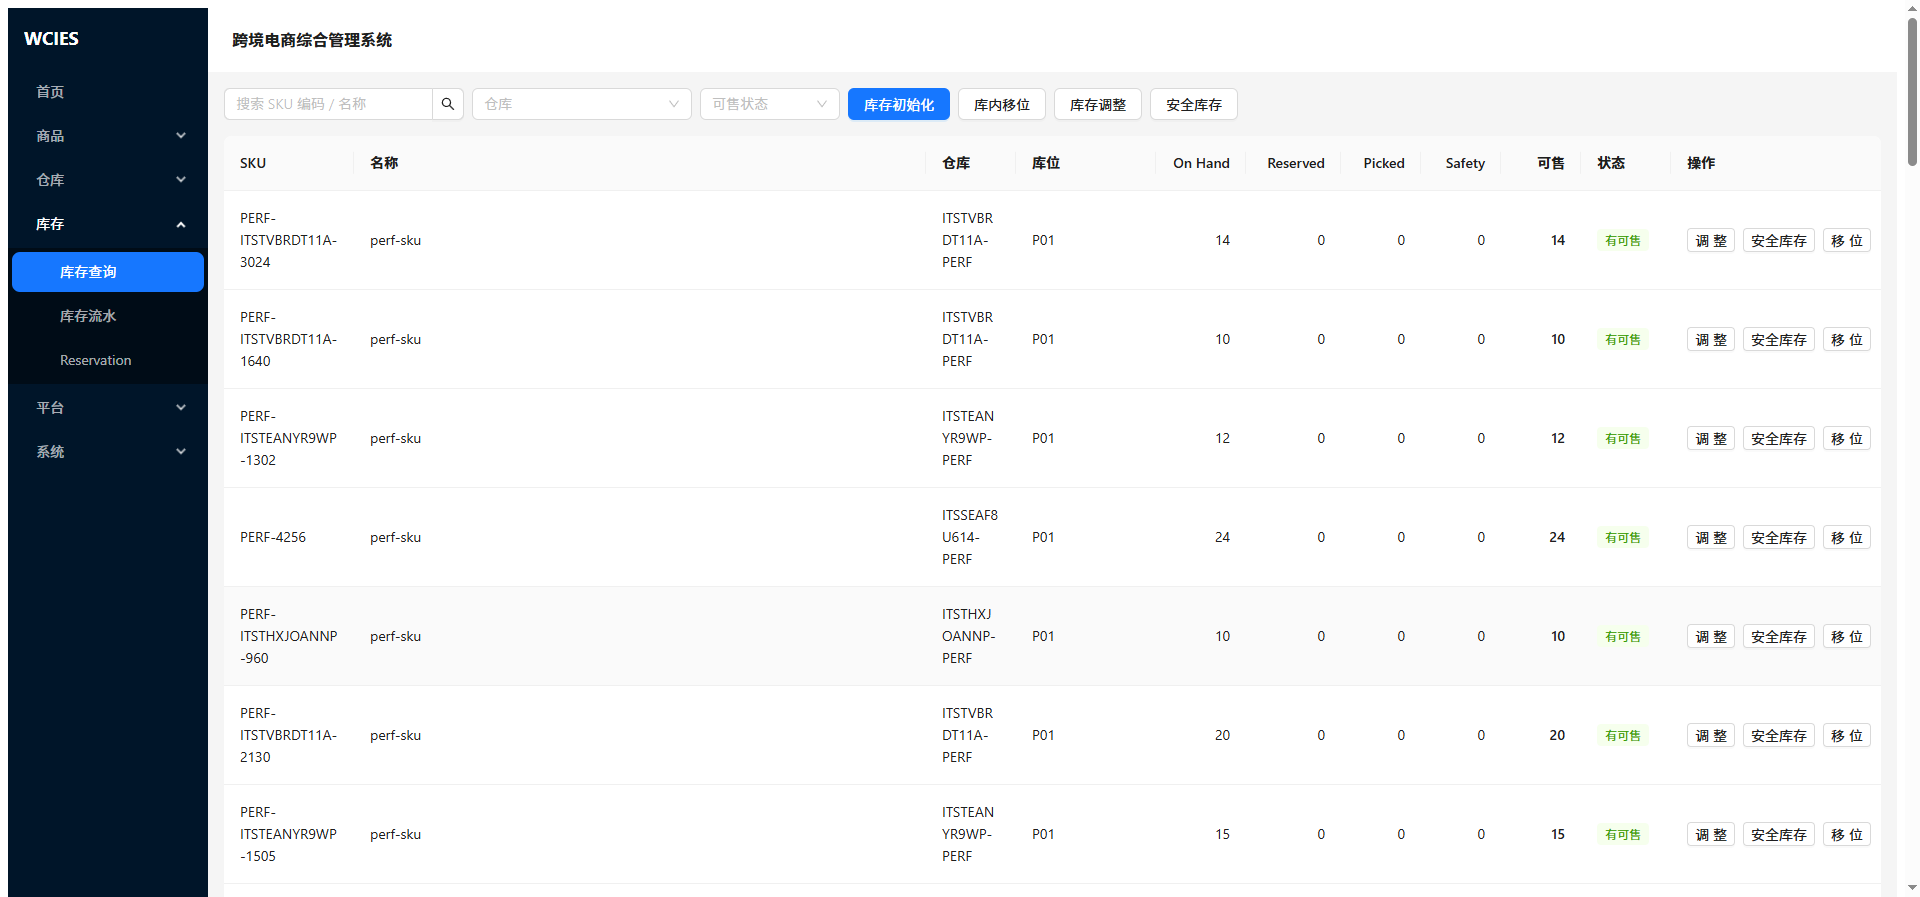 WCIES
跨境电商综合管理系统
首页
商品
仓库
库存
库存查询
库存流水
Reservation
平台
系统
搜索 SKU 编码 / 名称
仓库
可售状态
库存初始化
库内移位
库存调整
安全库存
SKU 名称 仓库 库位 On Hand Reserved Picked Safety 可售 状态 操作
PERF-
ITSTVBRDT11A-
3024
perf-sku
ITSTVBR
DT11A-
PERF
P01 14 0 0 0 14 有可售 调 整 安全库存 移 位
PERF-
ITSTVBRDT11A-
1640
perf-sku
ITSTVBR
DT11A-
PERF
P01 10 0 0 0 10 有可售 调 整 安全库存 移 位
PERF-
ITSTEANYR9WP
-1302
perf-sku
ITSTEAN
YR9WP-
PERF
P01 12 0 0 0 12 有可售 调 整 安全库存 移 位
PERF-4256
perf-sku
ITSSEAF8
U614-
PERF
P01 24 0 0 0 24 有可售 调 整 安全库存 移 位
PERF-
ITSTHXJOANNP
-960
perf-sku
ITSTHXJ
OANNP-
PERF
P01 10 0 0 0 10 有可售 调 整 安全库存 移 位
PERF-
ITSTVBRDT11A-
2130
perf-sku
ITSTVBR
DT11A-
PERF
P01 20 0 0 0 20 有可售 调 整 安全库存 移 位
PERF-
ITSTEANYR9WP
-1505
perf-sku
ITSTEAN
YR9WP-
PERF
P01 15 0 0 0 15 有可售 调 整 安全库存 移 位